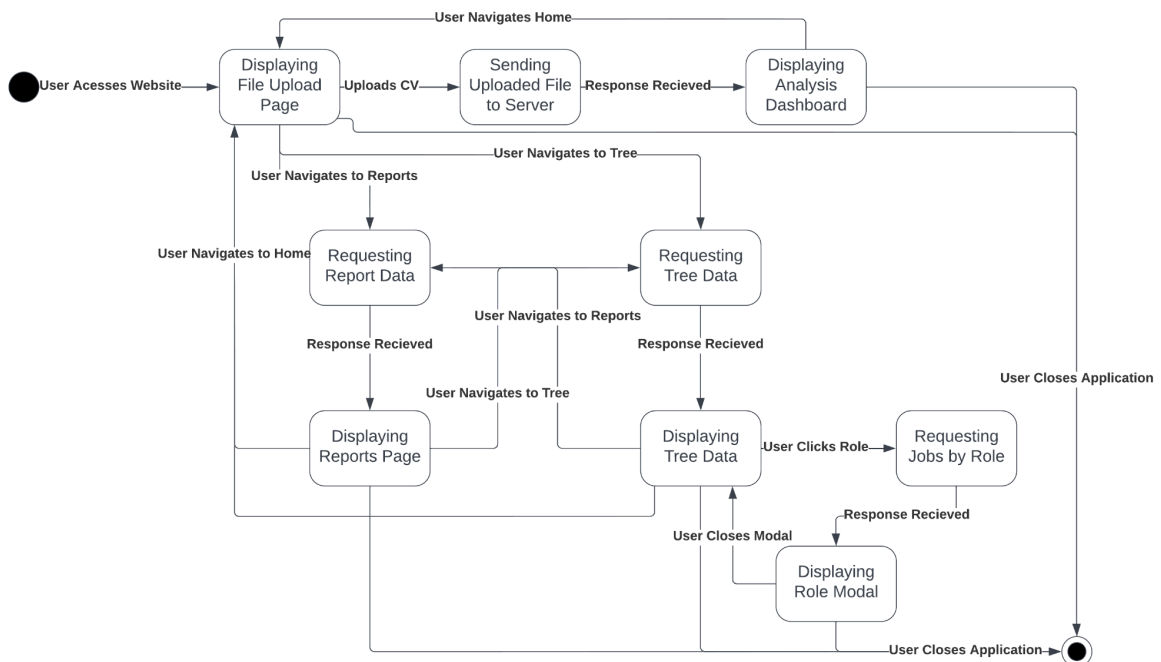 User Navigates Home
Displaying
File Upload
Page
Sending
Uploaded File
to Server
Displaying
Analysis
Dashboard
User Acesses Website
Uploads CV
Response Recieved
User Navigates to Tree
User Navigates to Reports
User Navigates to Home
Requesting
Report Data
Requesting
Tree Data
User Navigates to Reports
Response Recieved
Response Recieved
User Closes Application
User Navigates to Tree
Displaying
Reports Page
Displaying
Tree Data
User Clicks Role
Requesting
Jobs by Role
Response Recieved
User Closes Modal
Displaying
Role Modal
User Closes Application